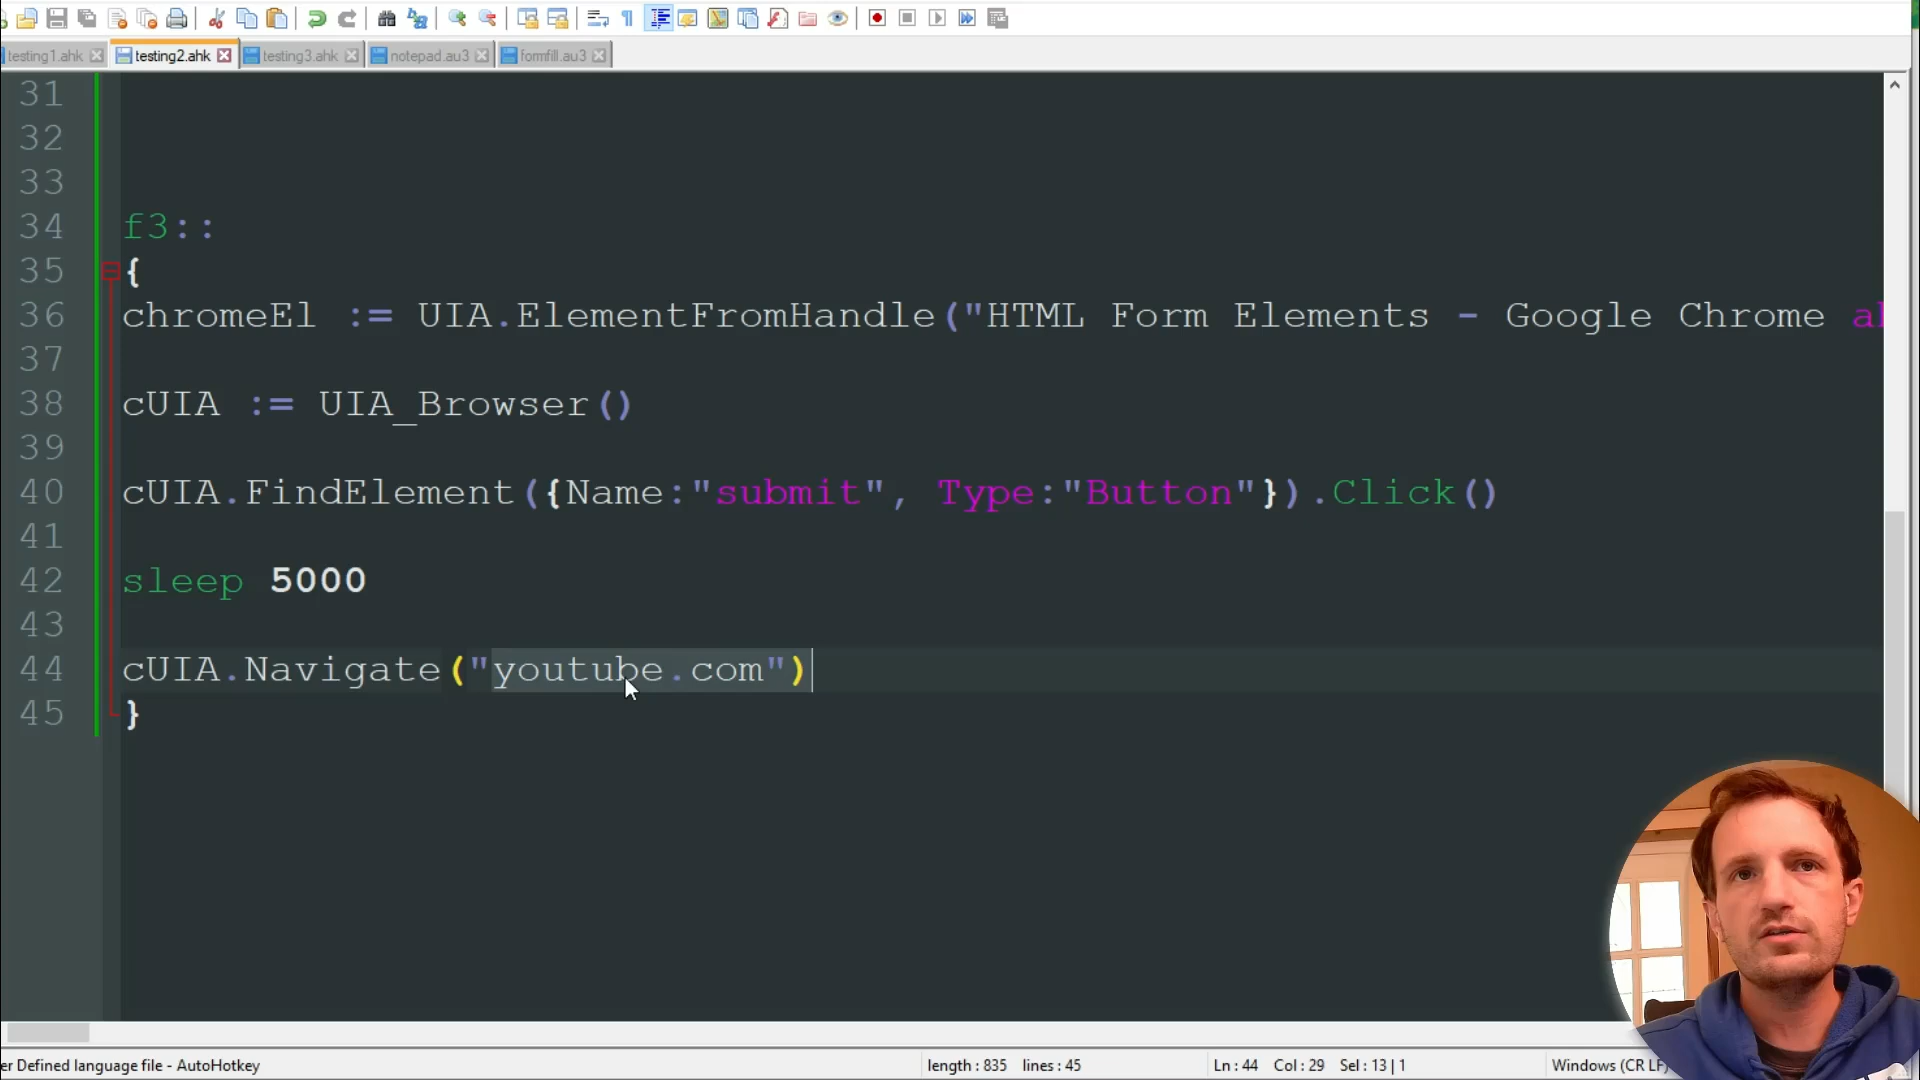 testing1.ahk testing2.ahk testing3.ahk notepad.au3 formfill.au3
31
32
33
34 f3::
35 {
36 chromeEl := UIA.ElementFromHandle("HTML Form Elements - Google Chrome
37
38 cUIA := UIA_Browser()
39
40 cUIA.FindElement({Name:"submit", Type:"Button"}).Click()
41
42 sleep 5000
43
44 cUIA.Navigate("youtube.com")
45 }
er Defined language file - AutoHotkey length : 835 lines : 45 Ln : 44 Col : 29 Sel : 13 | 1 Windows (CR LF)